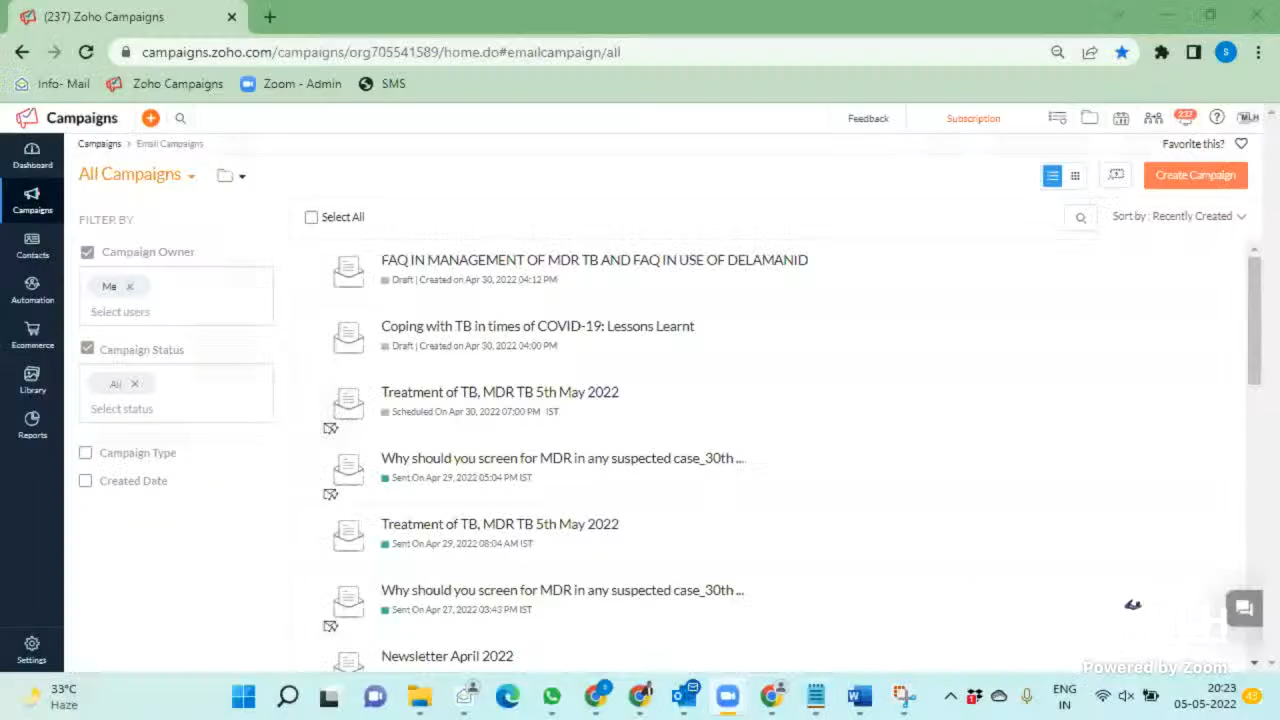 (237) Zoho Campaigns
campaigns.zoho.com/campaigns/org705541589/home.do#emailcampaign/all
S
Info- Mail
Zoho Campaigns
Zoom - Admin
SMS
Campaigns
Feedback
Subscription
237
MLH
Campaigns > Email Campaigns
Favorite this?
All Campaigns
Create Campaign
Dashboard
Campaigns
Contacts
Automation
Ecommerce
Library
Reports
Settings
FILTER BY
Campaign Owner
Me
Select users
Campaign Status
All
Select status
Campaign Type
Created Date
Select All
Sort by : Recently Created
FAQ IN MANAGEMENT OF MDR TB AND FAQ IN USE OF DELAMANID
Draft | Created on Apr 30, 2022 04:12 PM
Coping with TB in times of COVID-19: Lessons Learnt
Draft | Created on Apr 30, 2022 04:00 PM
Treatment of TB, MDR TB 5th May 2022
Scheduled On Apr 30, 2022 07:00 PM IST
Why should you screen for MDR in any suspected case_30th ...
Sent On Apr 29, 2022 05:04 PM IST
Treatment of TB, MDR TB 5th May 2022
Sent On Apr 29, 2022 08:04 AM IST
Why should you screen for MDR in any suspected case_30th ...
Sent On Apr 27, 2022 03:43 PM IST
Newsletter April 2022
Powered by Zoom
33°C
Haze
ENG
IN
20:23
05-05-2022
43